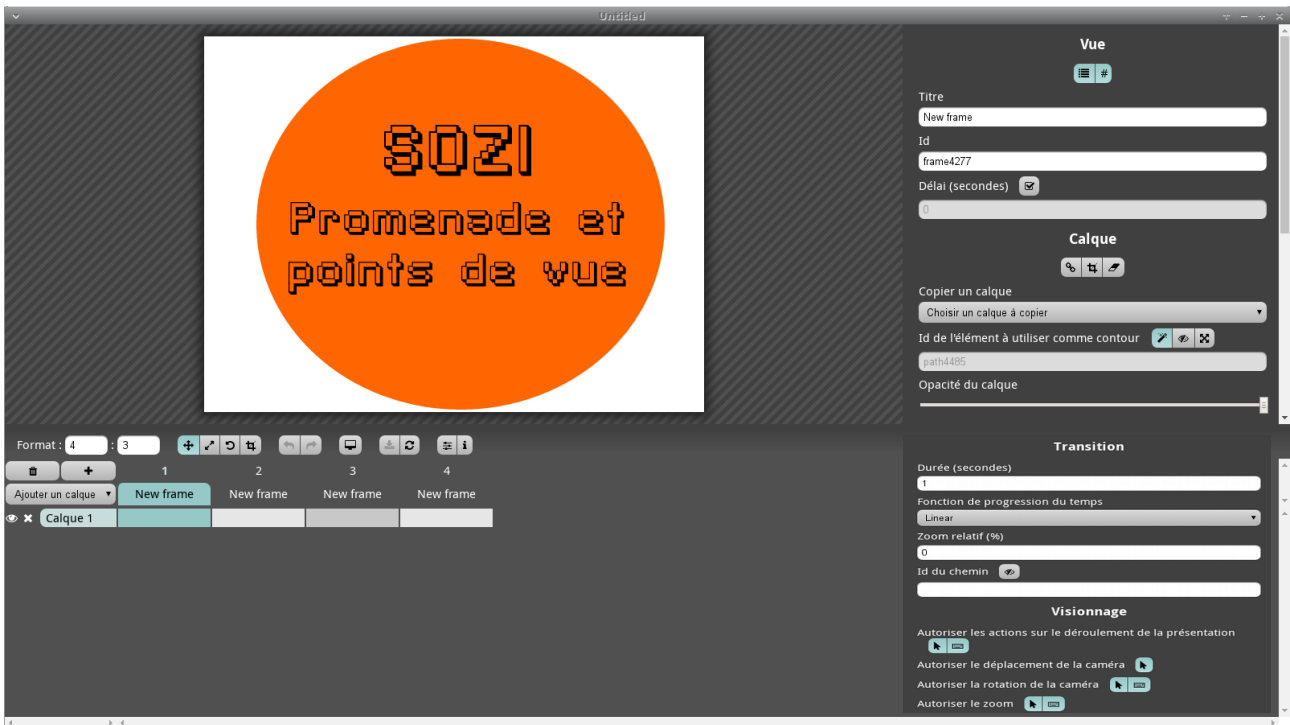 Untitled
SOZI
Promenade et
points de vue
Vue
#
Titre
New frame
Id
frame4277
Délai (secondes)
0
Calque
Copier un calque
Choisir un calque à copier
Id de l'élément à utiliser comme contour
path4485
Opacité du calque
Format : 4 : 3
1 2 3 4
Ajouter un calque New frame New frame New frame New frame
Calque 1
Transition
Durée (secondes)
1
Fonction de progression du temps
Linear
Zoom relatif (%)
0
Id du chemin
Visionnage
Autoriser les actions sur le déroulement de la présentation
Autoriser le déplacement de la caméra
Autoriser la rotation de la caméra
Autoriser le zoom